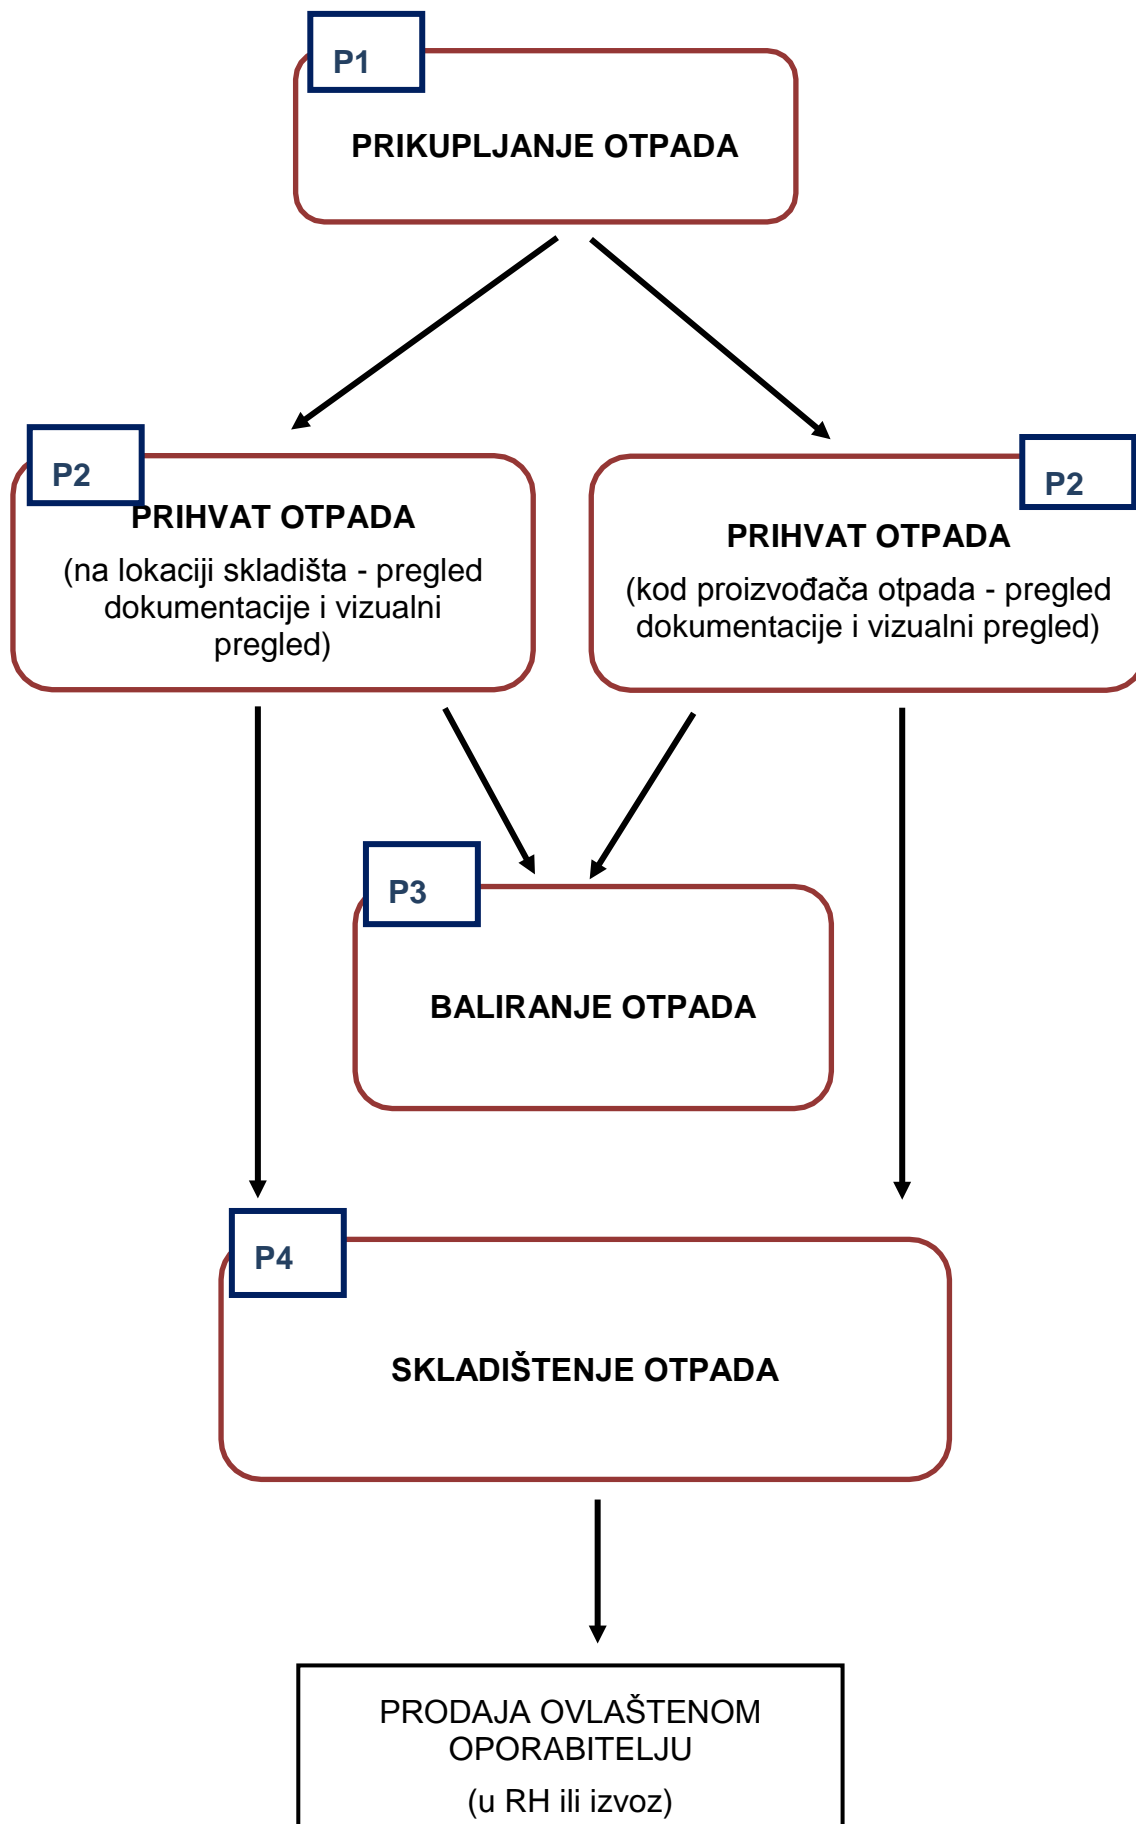 P1
PRIKUPLJANJE OTPADA
P2
PRIHVAT OTPADA
(na lokaciji skladišta - pregled
dokumentacije i vizualni
pregled)
P2
PRIHVAT OTPADA
(kod proizvođača otpada - pregled
dokumentacije i vizualni pregled)
P3
BALIRANJE OTPADA
P4
SKLADIŠTENJE OTPADA
PRODAJA OVLAŠTENOM
OPORABITELJU
(u RH ili izvoz)